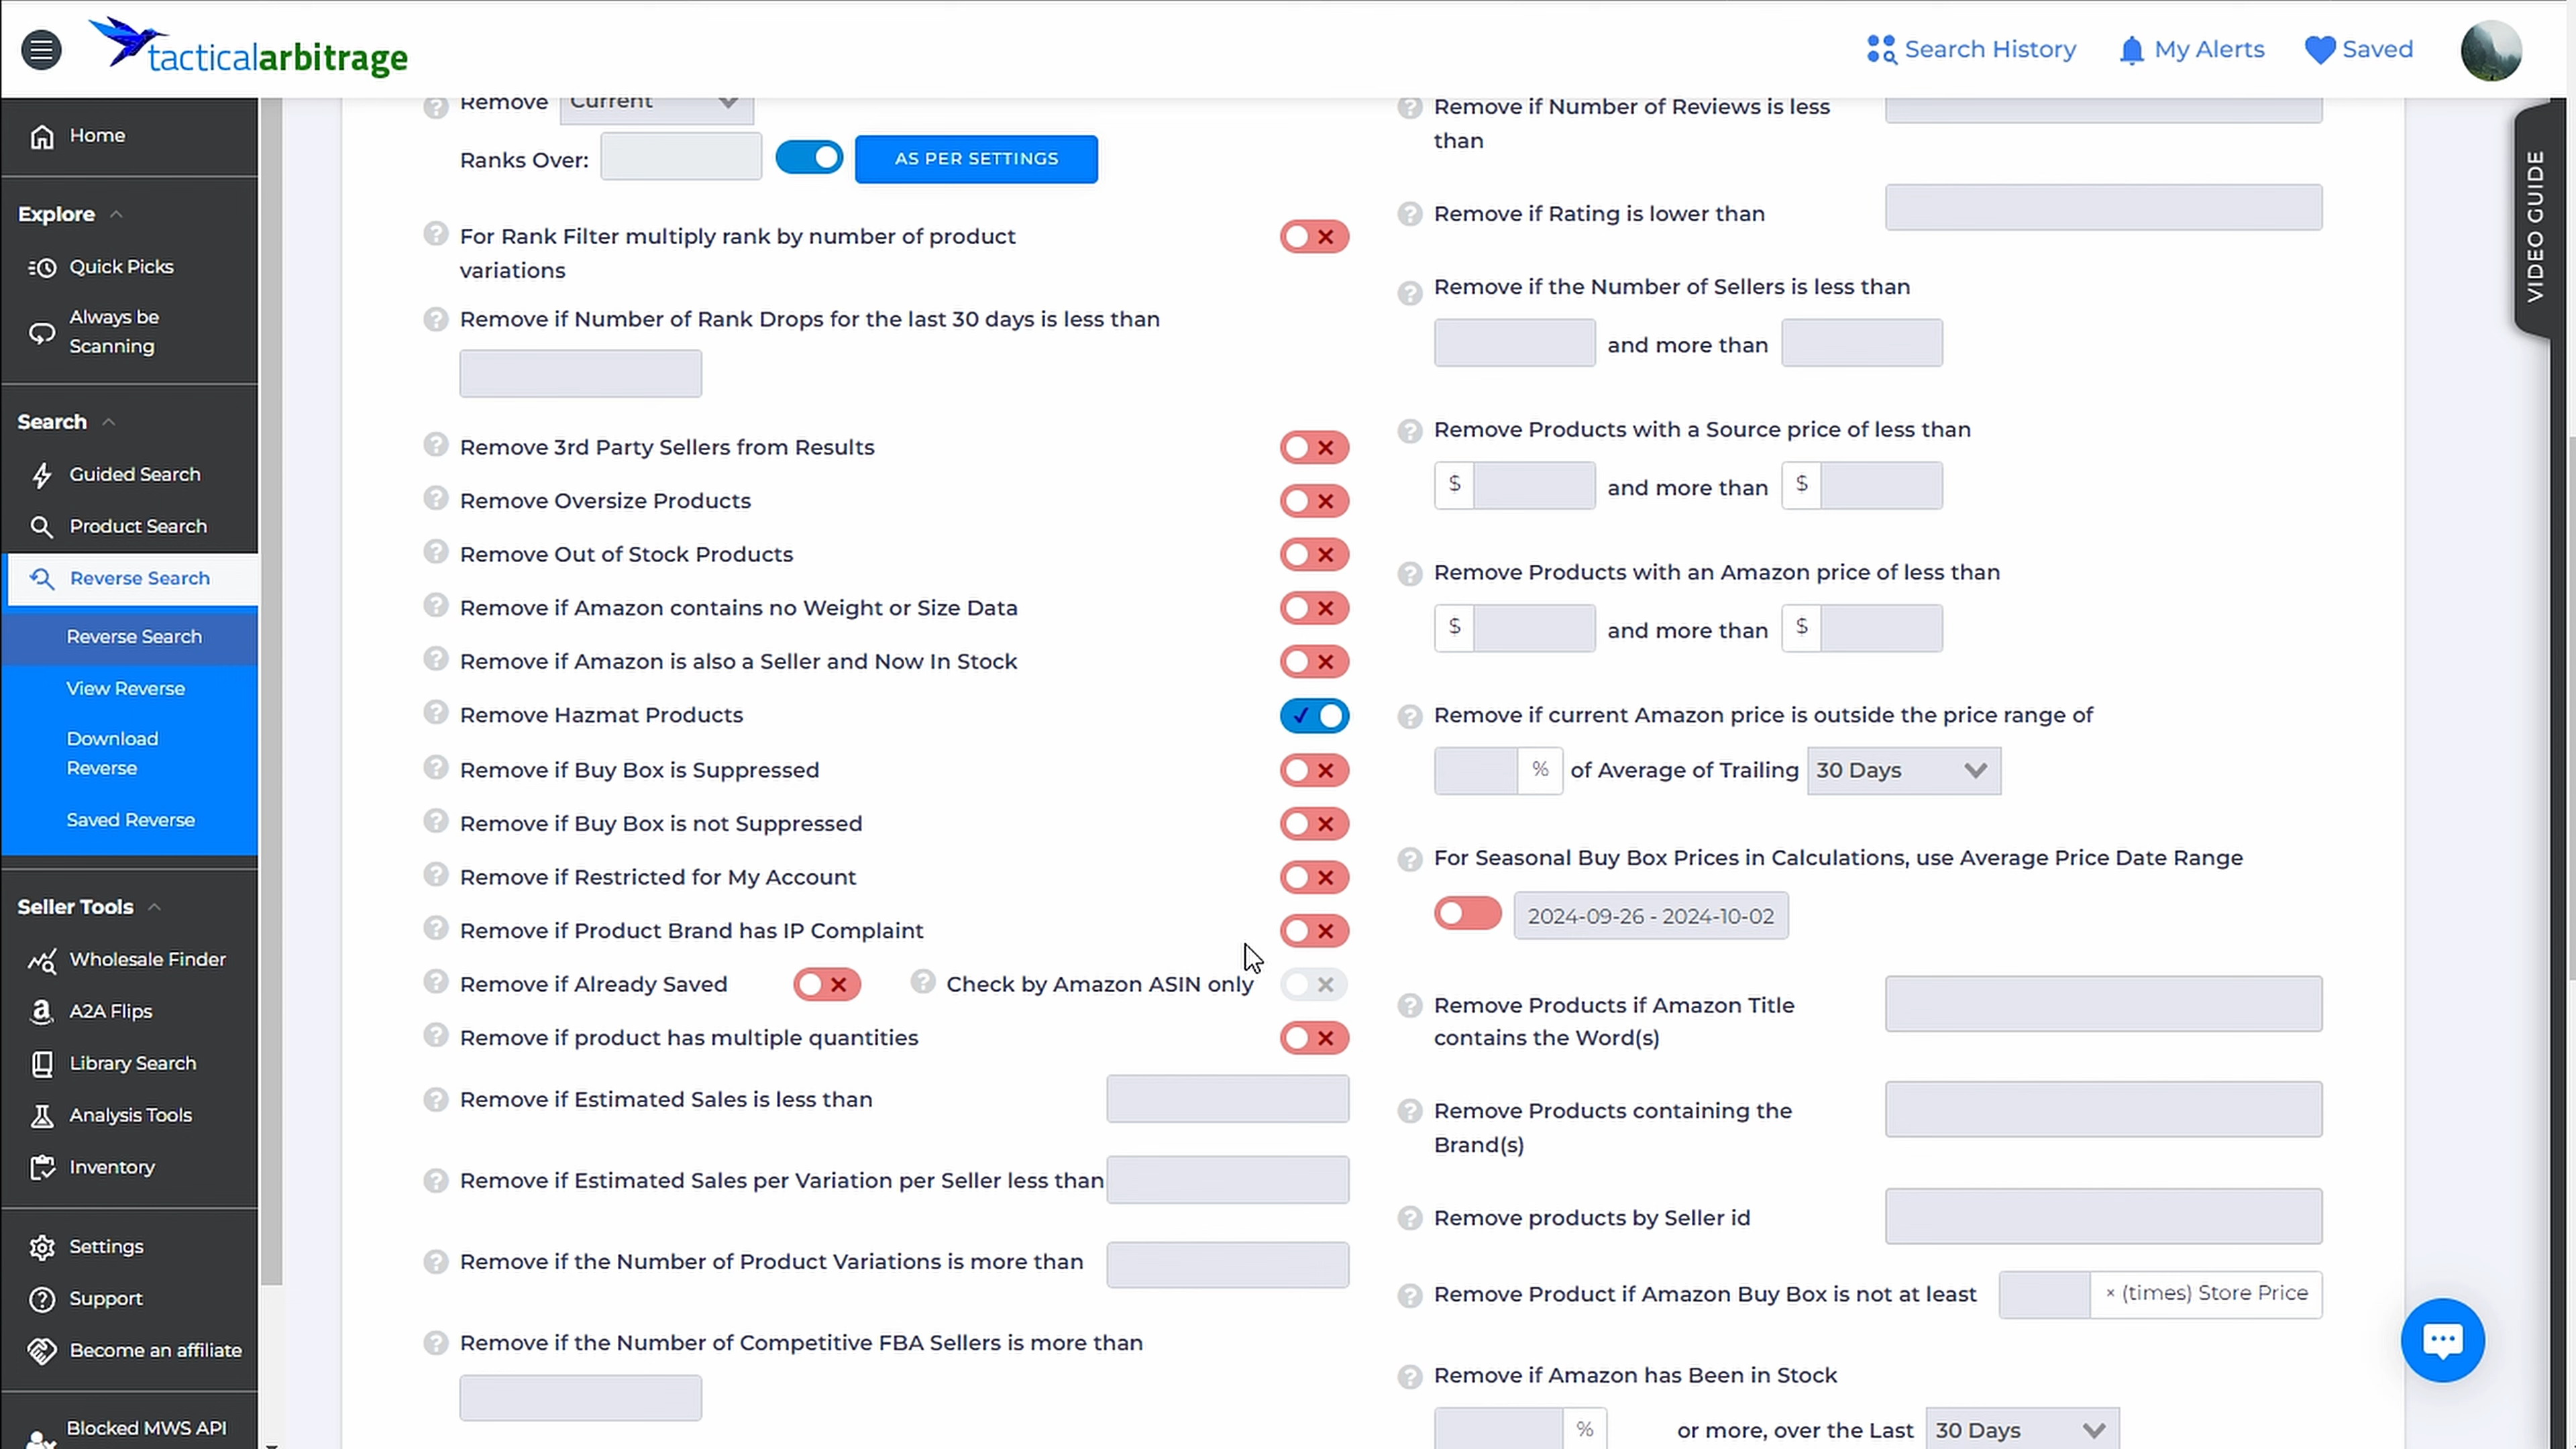 tacticalarbitrage
Search History
My Alerts
Saved
Home
Explore
Quick Picks
Always be
Scanning
Search
Guided Search
Product Search
Reverse Search
Reverse Search
View Reverse
Download
Reverse
Saved Reverse
Seller Tools
Wholesale Finder
A2A Flips
Library Search
Analysis Tools
Inventory
Settings
Support
Become an affiliate
Blocked MWS API
Remove Current
Ranks Over: AS PER SETTINGS
For Rank Filter multiply rank by number of product
variations
Remove if Number of Rank Drops for the last 30 days is less than
Remove 3rd Party Sellers from Results
Remove Oversize Products
Remove Out of Stock Products
Remove if Amazon contains no Weight or Size Data
Remove if Amazon is also a Seller and Now In Stock
Remove Hazmat Products
Remove if Buy Box is Suppressed
Remove if Buy Box is not Suppressed
Remove if Restricted for My Account
Remove if Product Brand has IP Complaint
Remove if Already Saved Check by Amazon ASIN only
Remove if product has multiple quantities
Remove if Estimated Sales is less than
Remove if Estimated Sales per Variation per Seller less than
Remove if the Number of Product Variations is more than
Remove if the Number of Competitive FBA Sellers is more than
Remove if Number of Reviews is less
than
Remove if Rating is lower than
Remove if the Number of Sellers is less than
and more than
Remove Products with a Source price of less than
$ and more than $
Remove Products with an Amazon price of less than
$ and more than $
Remove if current Amazon price is outside the price range of
% of Average of Trailing 30 Days
For Seasonal Buy Box Prices in Calculations, use Average Price Date Range
2024-09-26 - 2024-10-02
Remove Products if Amazon Title
contains the Word(s)
Remove Products containing the
Brand(s)
Remove products by Seller id
Remove Product if Amazon Buy Box is not at least × (times) Store Price
Remove if Amazon has Been in Stock
% or more, over the Last 30 Days
VIDEO GUIDE